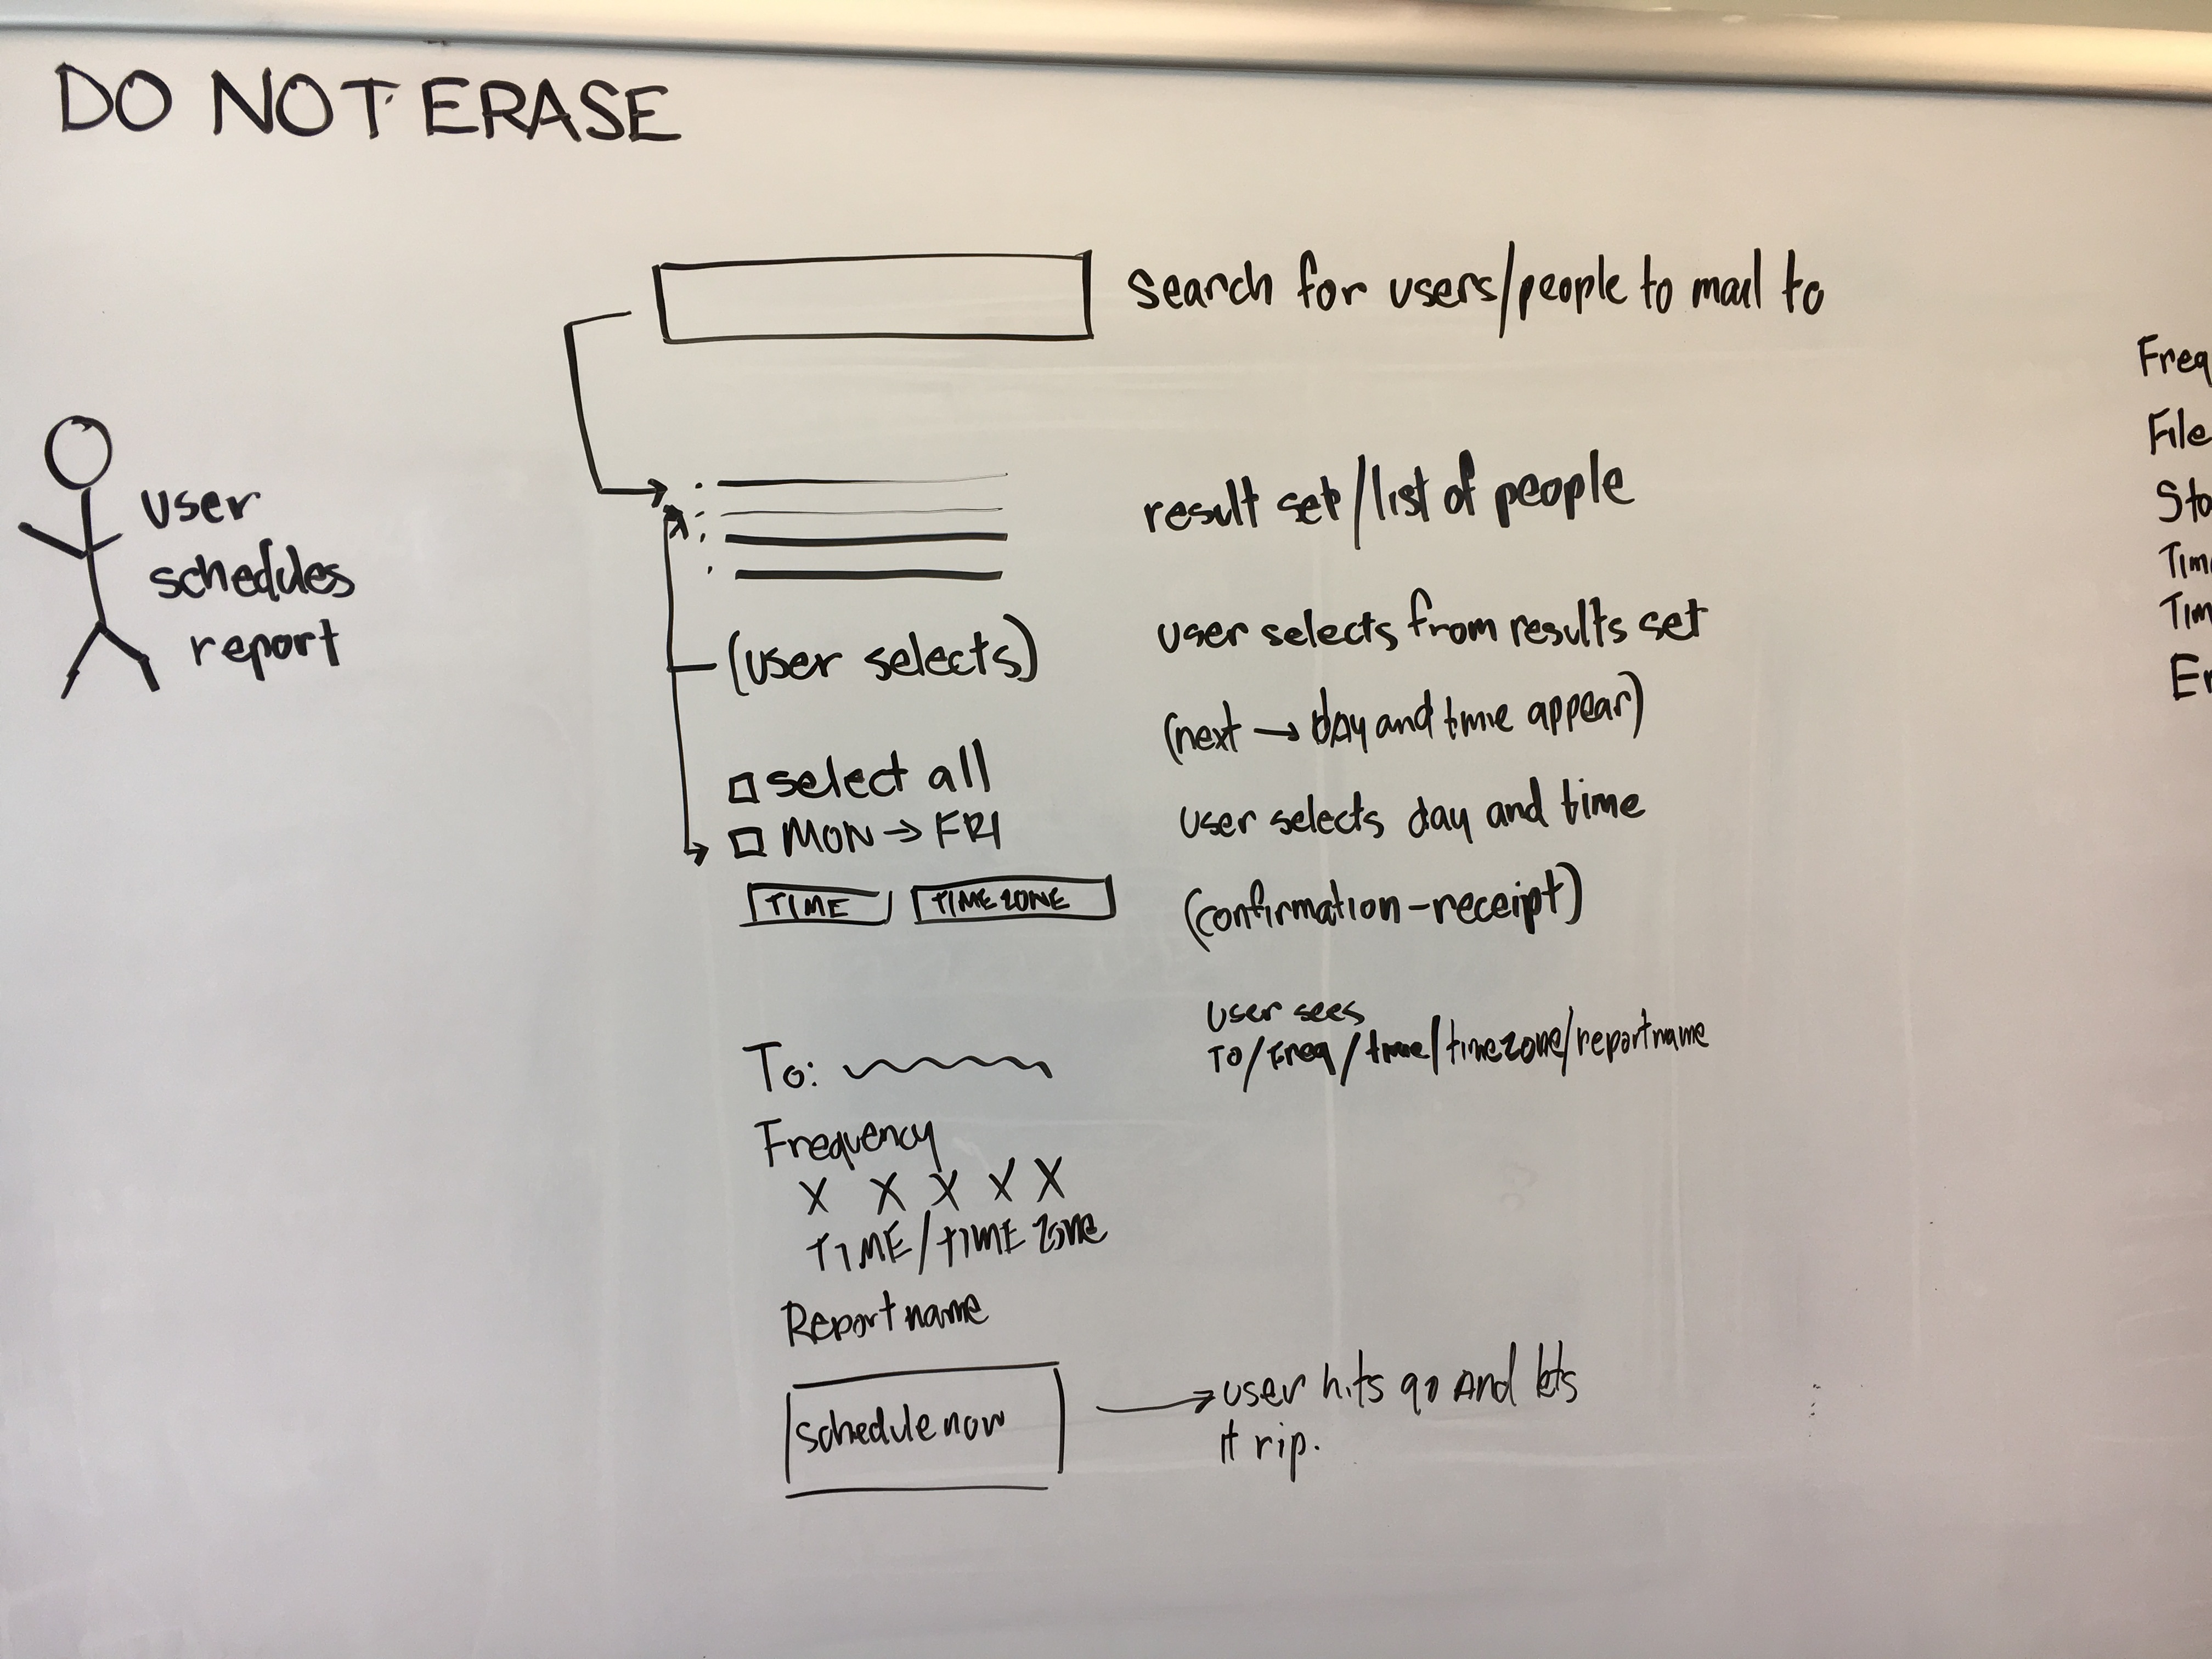 DO NOT ERASE
search for users/people to mail to
user
schedules
report
result set/list of people
(user selects)
user selects from results set
(next → day and time appear)
select all
MON → FRI
user selects day and time
TIME TIME ZONE
(confirmation-receipt)
user sees
TO/Freq/time/timezone/reportname
To:
Frequency
X X X X X
TIME/TIME Zone
Report name
schedule now
→ user hits go and lets
it rip.
Freq
File
Sto
Tim
Tim